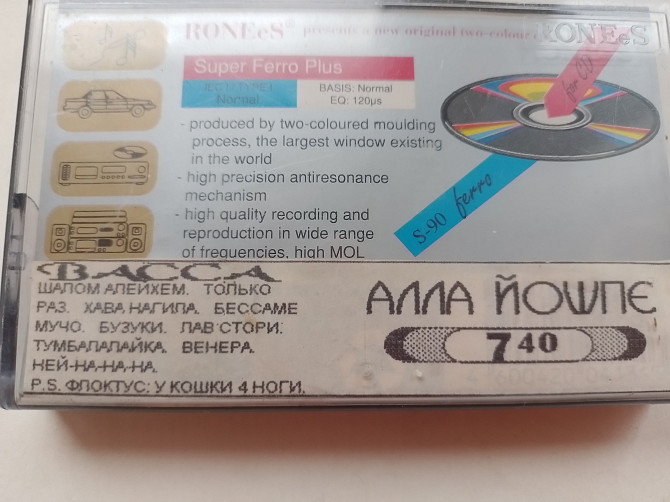 RONEeS® presents a new original two-colour
RONEeS
Super Ferro Plus
for CD
IEC I/TYPE I
Normal
BASIS: Normal
EQ: 120µs
- produced by two-coloured moulding
process, the largest window existing
in the world
- high precision antiresonance
mechanism
- high quality recording and
reproduction in wide range
of frequencies, high MOL
S-90 ferro
ВАССА
ШАЛОМ АЛЕЙХЕМ. ТОЛЬКО
РАЗ. ХАВА НАГИЛА. БЕССАМЕ
МУЧО. БУЗУКИ. ЛАВ СТОРИ.
ТУМБАЛАЛАЙКА. ВЕНЕРА.
НЕЙ-НА-НА-НА.
P.S. ФЛОКТУС: У КОШКИ 4 НОГИ.
АЛЛА ЙОШПЕ
7 40